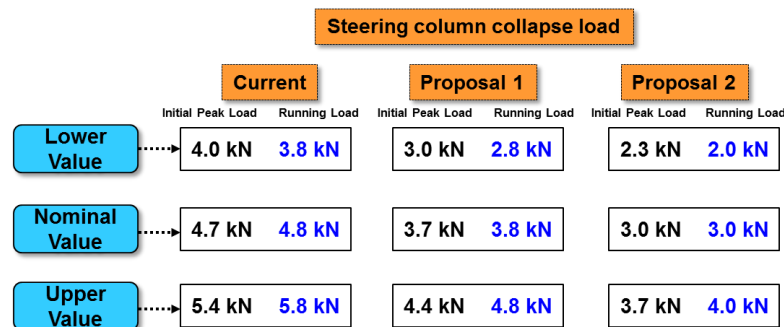 Steering column collapse load
Current Proposal 1 Proposal 2
Initial Peak Load Running Load Initial Peak Load Running Load Initial Peak Load Running Load
Lower
Value
4.0 kN 3.8 kN 3.0 kN 2.8 kN 2.3 kN 2.0 kN
Nominal
Value
4.7 kN 4.8 kN 3.7 kN 3.8 kN 3.0 kN 3.0 kN
Upper
Value
5.4 kN 5.8 kN 4.4 kN 4.8 kN 3.7 kN 4.0 kN